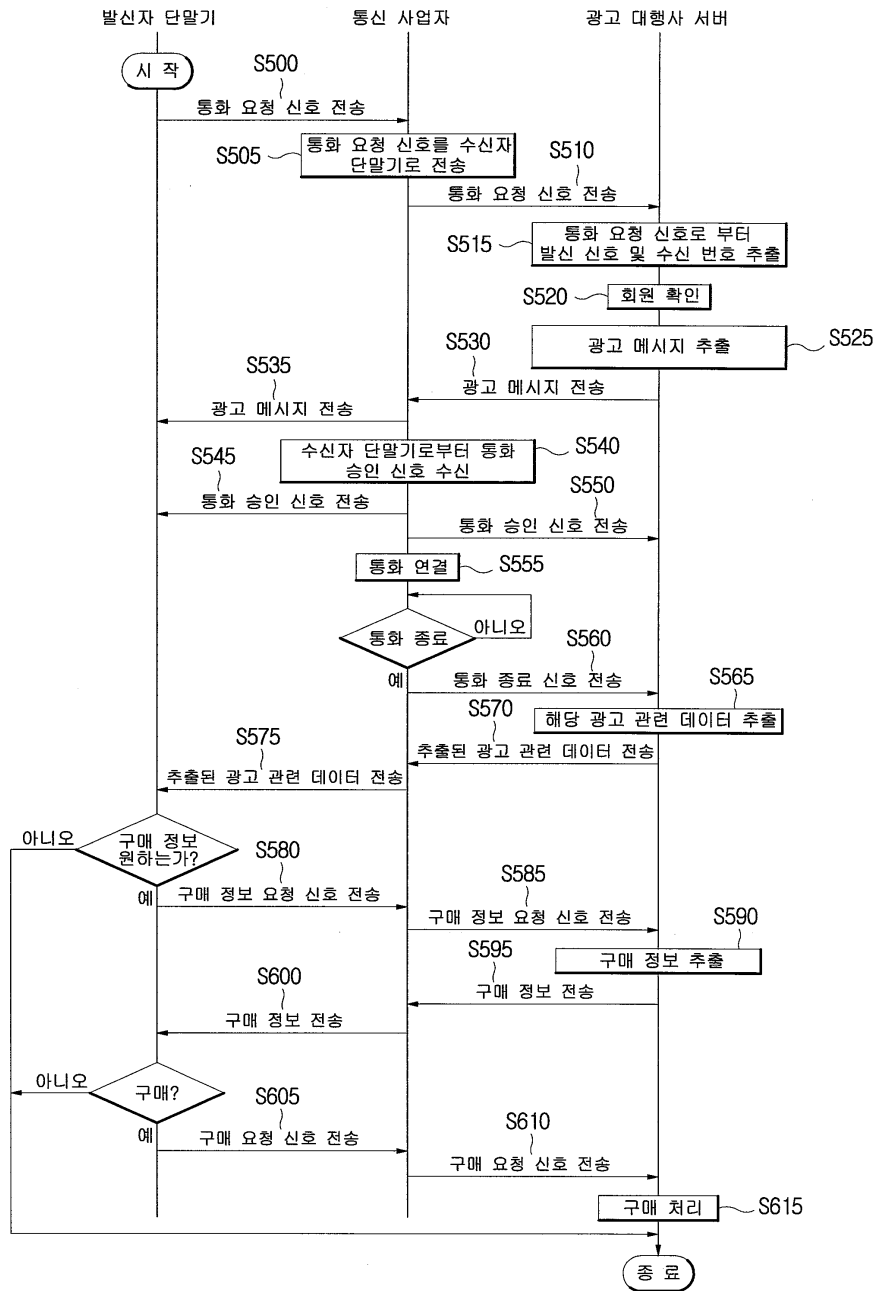 발신자 단말기
통신 사업자
광고 대행사 서버
시 작
S500
통화 요청 신호 전송
S505
통화 요청 신호를 수신자
단말기로 전송
S510
통화 요청 신호 전송
S515
통화 요청 신호로 부터
발신 신호 및 수신 번호 추출
S520
회원 확인
광고 메시지 추출
S525
S530
광고 메시지 전송
S535
광고 메시지 전송
수신자 단말기로부터 통화
승인 신호 수신
S540
S545
통화 승인 신호 전송
S550
통화 승인 신호 전송
통화 연결
S555
통화 종료
아니오
예
S560
통화 종료 신호 전송
S565
해당 광고 관련 데이터 추출
S570
추출된 광고 관련 데이터 전송
S575
추출된 광고 관련 데이터 전송
아니오
구매 정보
원하는가?
예
S580
구매 정보 요청 신호 전송
S585
구매 정보 요청 신호 전송
S590
구매 정보 추출
S595
구매 정보 전송
S600
구매 정보 전송
아니오
구매?
예
S605
구매 요청 신호 전송
S610
구매 요청 신호 전송
구매 처리
S615
종 료